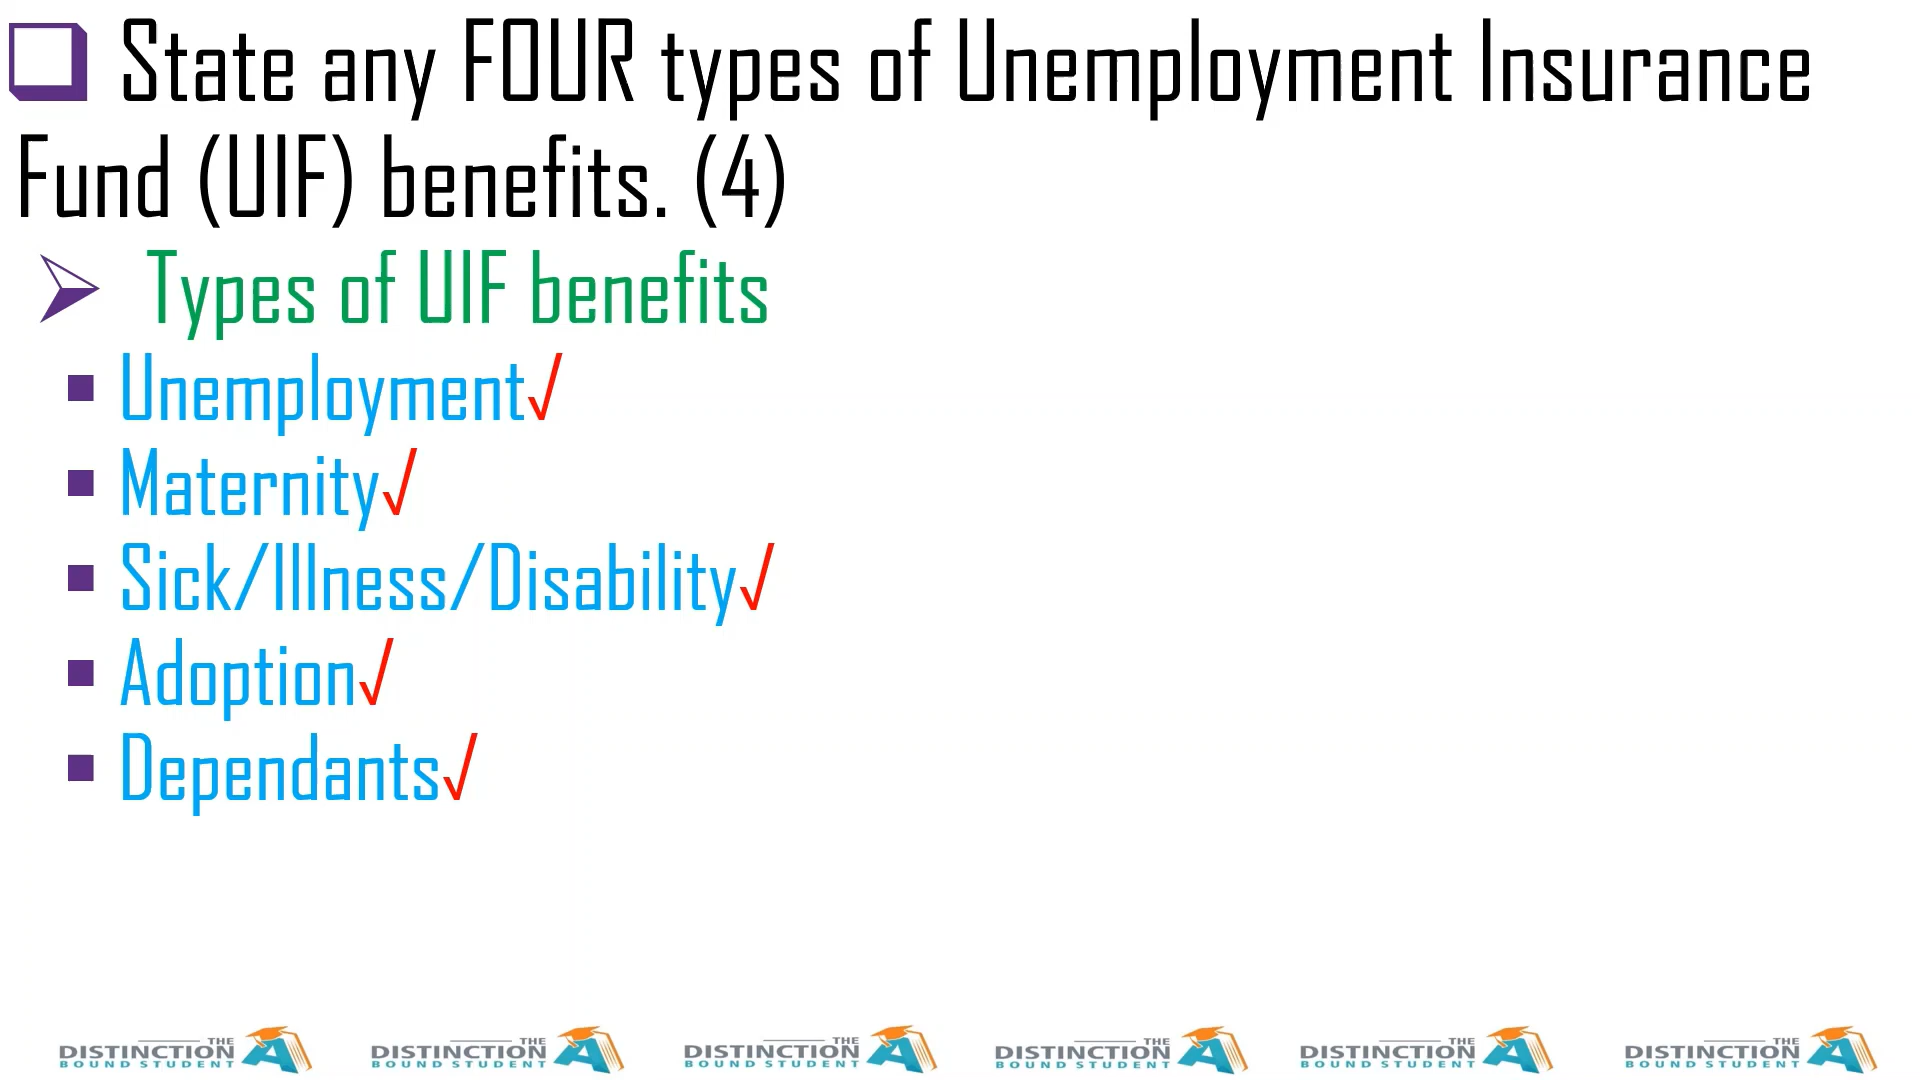 State any FOUR types of Unemployment Insurance
Fund (UIF) benefits. (4)
Types of UIF benefits
Unemployment√
Maternity√
Sick/Illness/Disability√
Adoption√
Dependants√
THE
DISTINCTION
BOUND STUDENT
THE
DISTINCTION
BOUND STUDENT
THE
DISTINCTION
BOUND STUDENT
THE
DISTINCTION
BOUND STUDENT
THE
DISTINCTION
BOUND STUDENT
THE
DISTINCTION
BOUND STUDENT